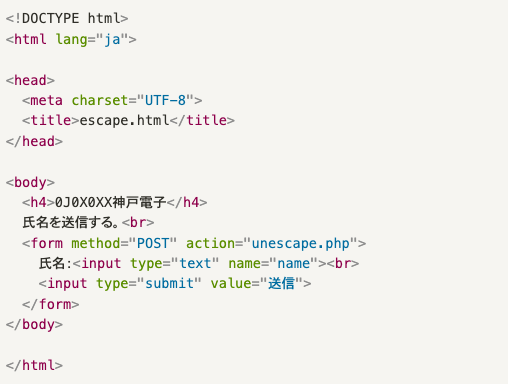 <!DOCTYPE html>
<html lang="ja">
<head>
<meta charset="UTF-8">
<title>escape.html</title>
</head>
<body>
<h4>0J0X0XX神戸電子</h4>
氏名を送信する。<br>
<form method="POST" action="unescape.php">
氏名:<input type="text" name="name"><br>
<input type="submit" value="送信">
</form>
</body>
</html>